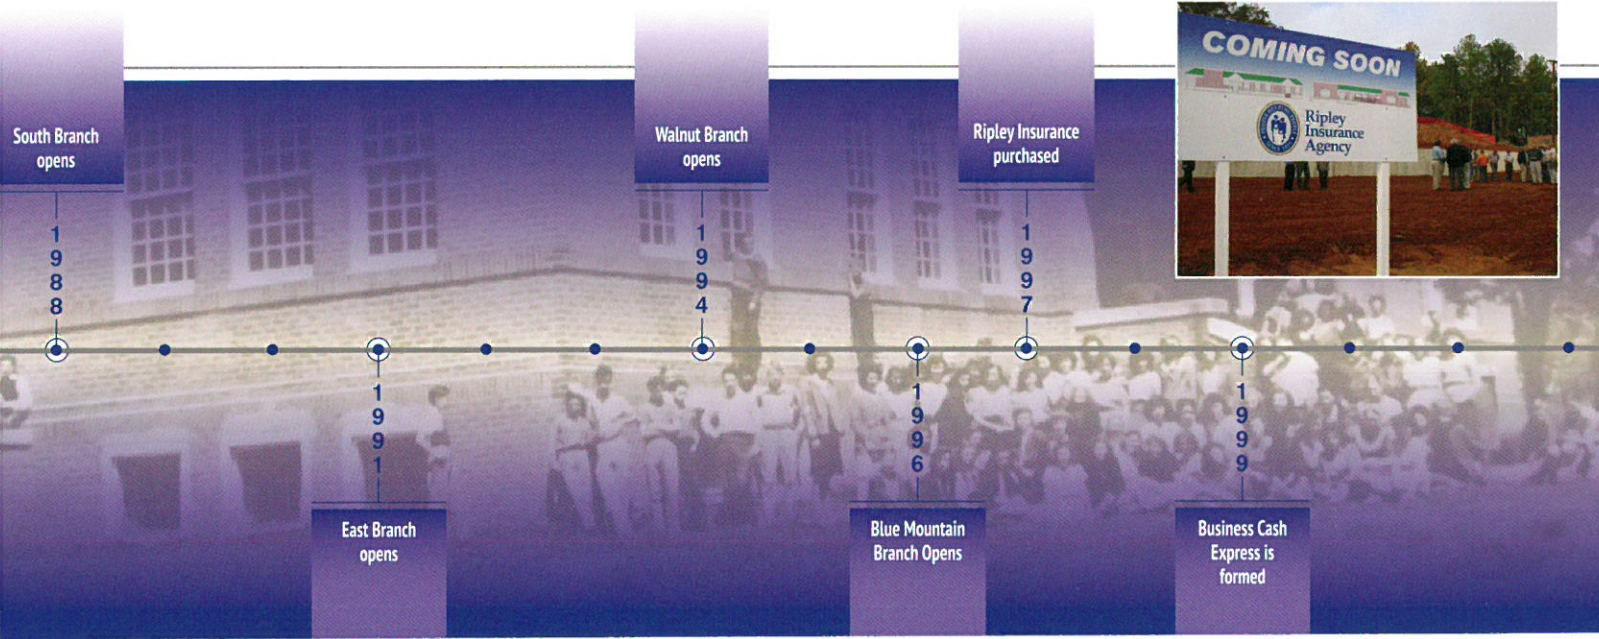 South Branch
opens
1988
East Branch
opens
1991
Walnut Branch
opens
1994
Blue Mountain
Branch Opens
1996
Ripley Insurance
purchased
1997
Business Cash
Express is
formed
1999
COMING SOON
Ripley
Insurance
Agency